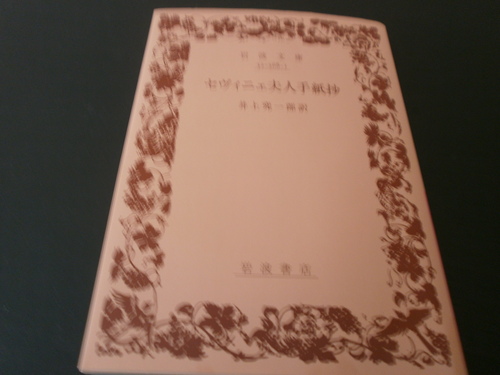 岩波文庫
セヴィニェ夫人手紙抄
井上究一郎訳
岩波書店